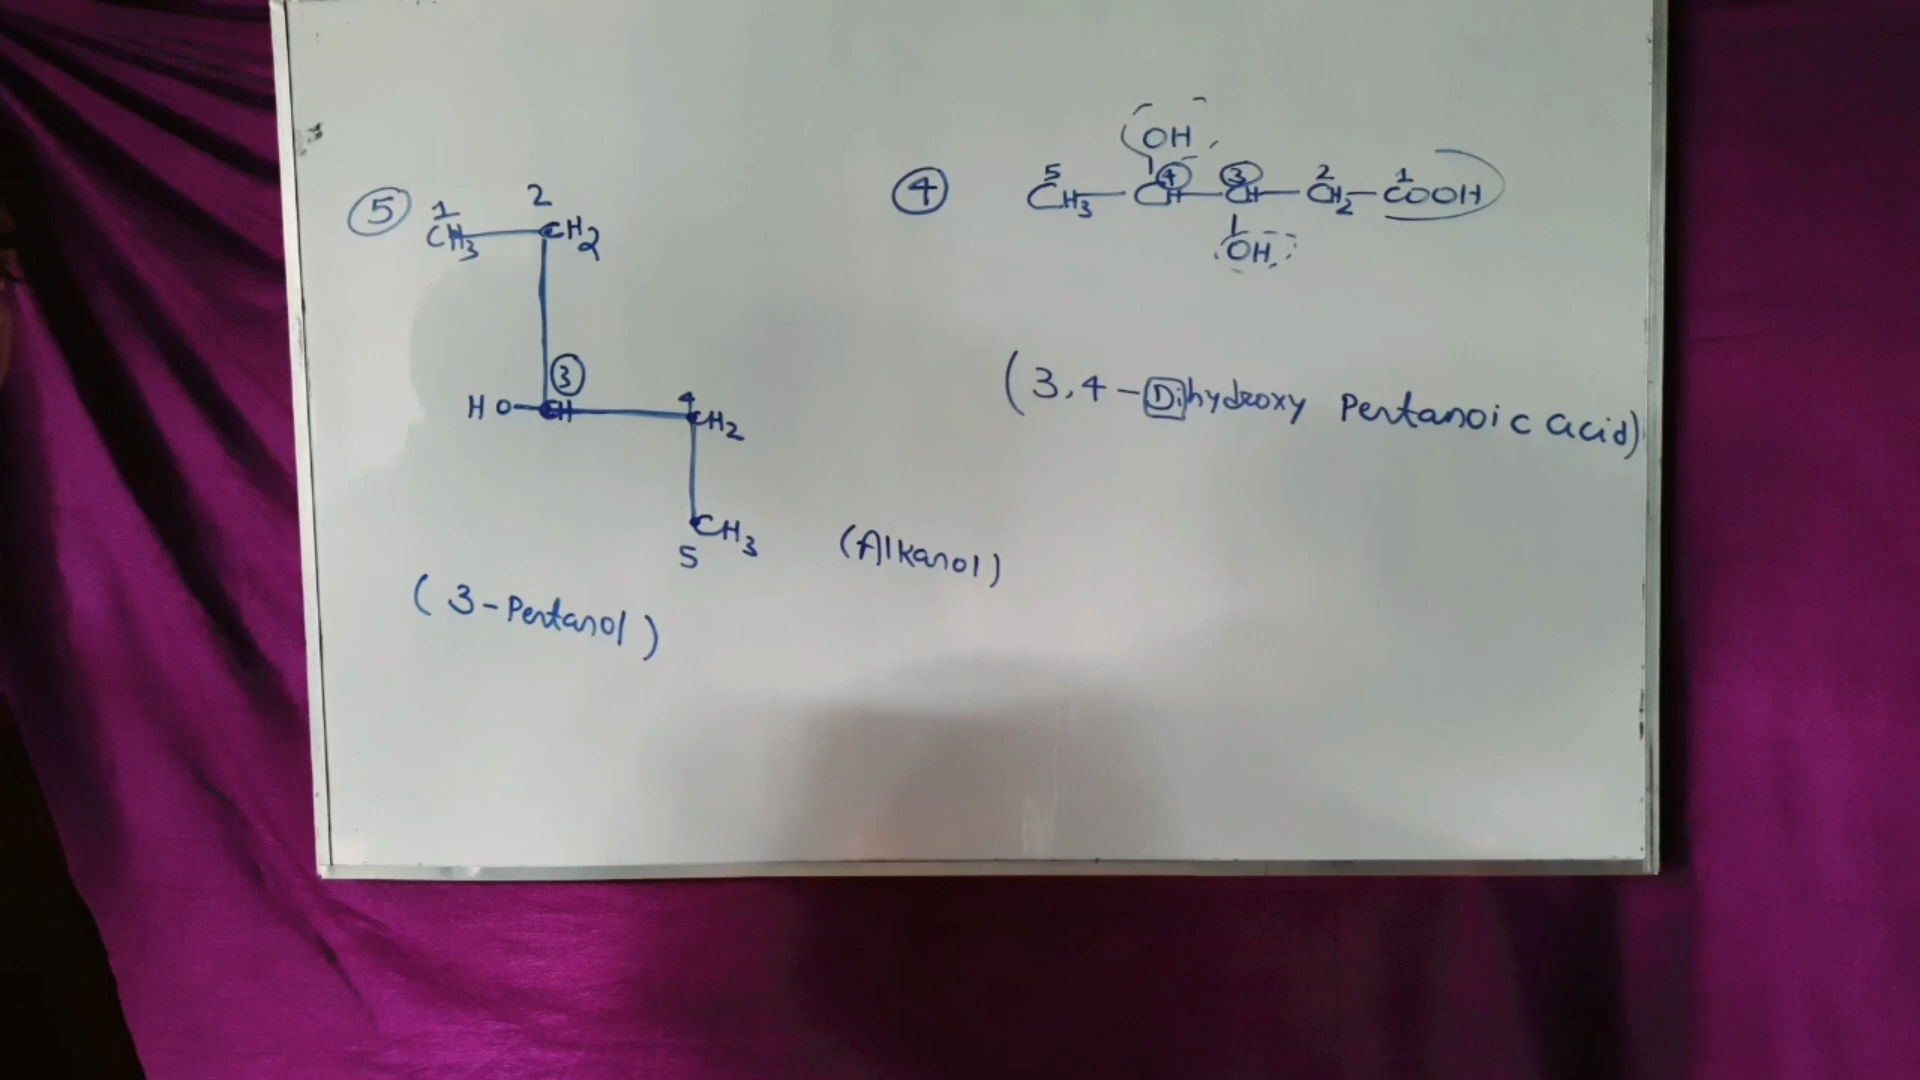 ⑤ 1 2
CH3 CH2
③
HO-CH 4 CH2
CH3
5
(Alkanol)
(3-Pentanol)
④
OH
5 ④ ③ 2 1
CH3-CH-CH-CH2-COOH
OH
(3,4-Dihydroxy Pentanoic acid)